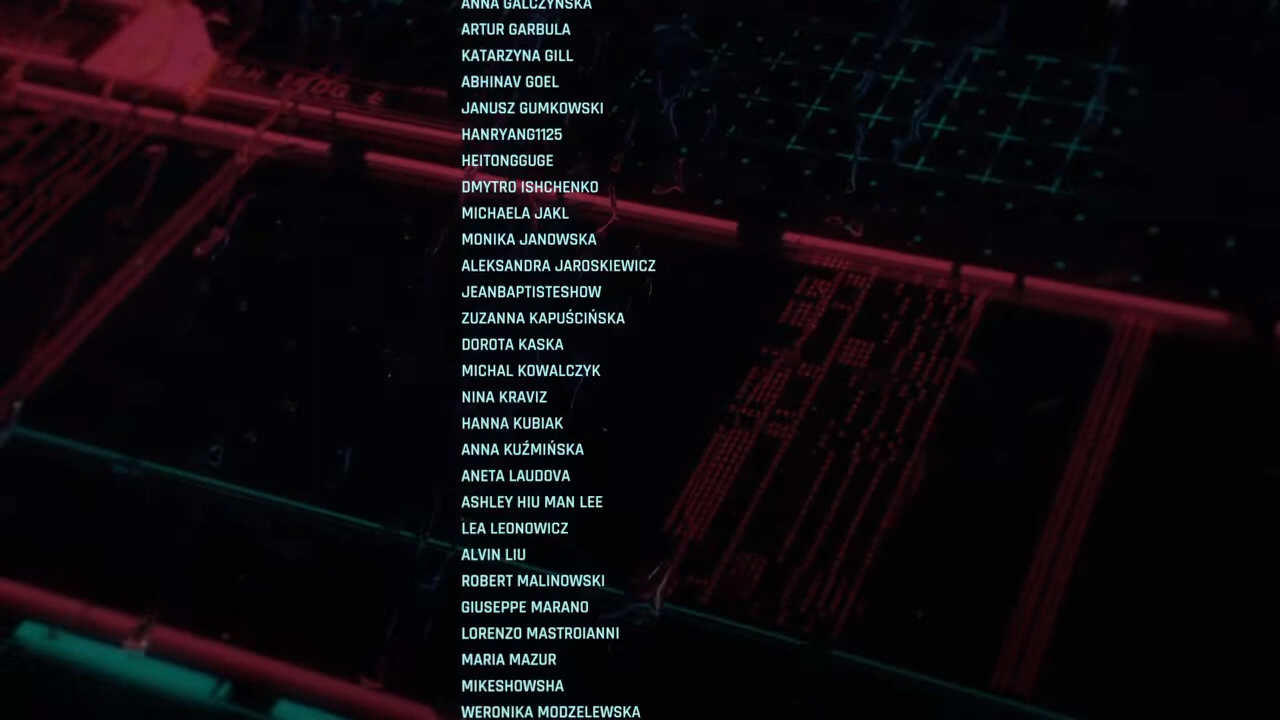 ANNA GALCZYŃSKA
ARTUR GARBULA
KATARZYNA GILL
ABHINAV GOEL
JANUSZ GUMKOWSKI
HANRYANG1125
HEITONGGUGE
DMYTRO ISHCHENKO
MICHAELA JAKL
MONIKA JANOWSKA
ALEKSANDRA JAROSKIEWICZ
JEANBAPTISTESHOW
ZUZANNA KAPUŚCIŃSKA
DOROTA KASKA
MICHAL KOWALCZYK
NINA KRAVIZ
HANNA KUBIAK
ANNA KUŹMIŃSKA
ANETA LAUDOVA
ASHLEY HIU MAN LEE
LEA LEONOWICZ
ALVIN LIU
ROBERT MALINOWSKI
GIUSEPPE MARANO
LORENZO MASTROIANNI
MARIA MAZUR
MIKESHOWSHA
WERONIKA MODZELEWSKA